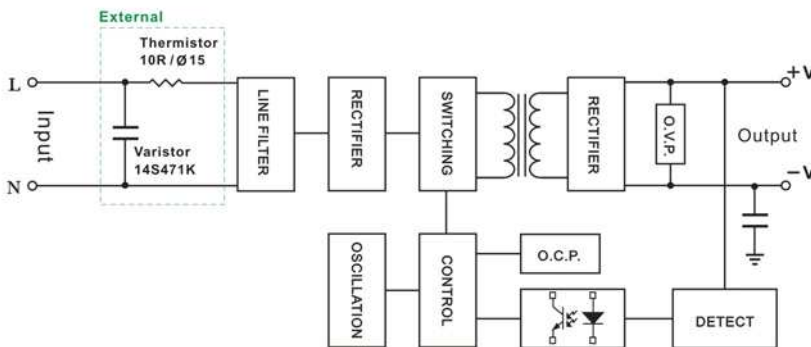 External
Thermistor
10R/Ø15
L
Input
N
Varistor
14S471K
LINE FILTER
RECTIFIER
SWITCHING
RECTIFIER
O.V.P.
+V
Output
-V
OSCILLATION
CONTROL
O.C.P.
DETECT